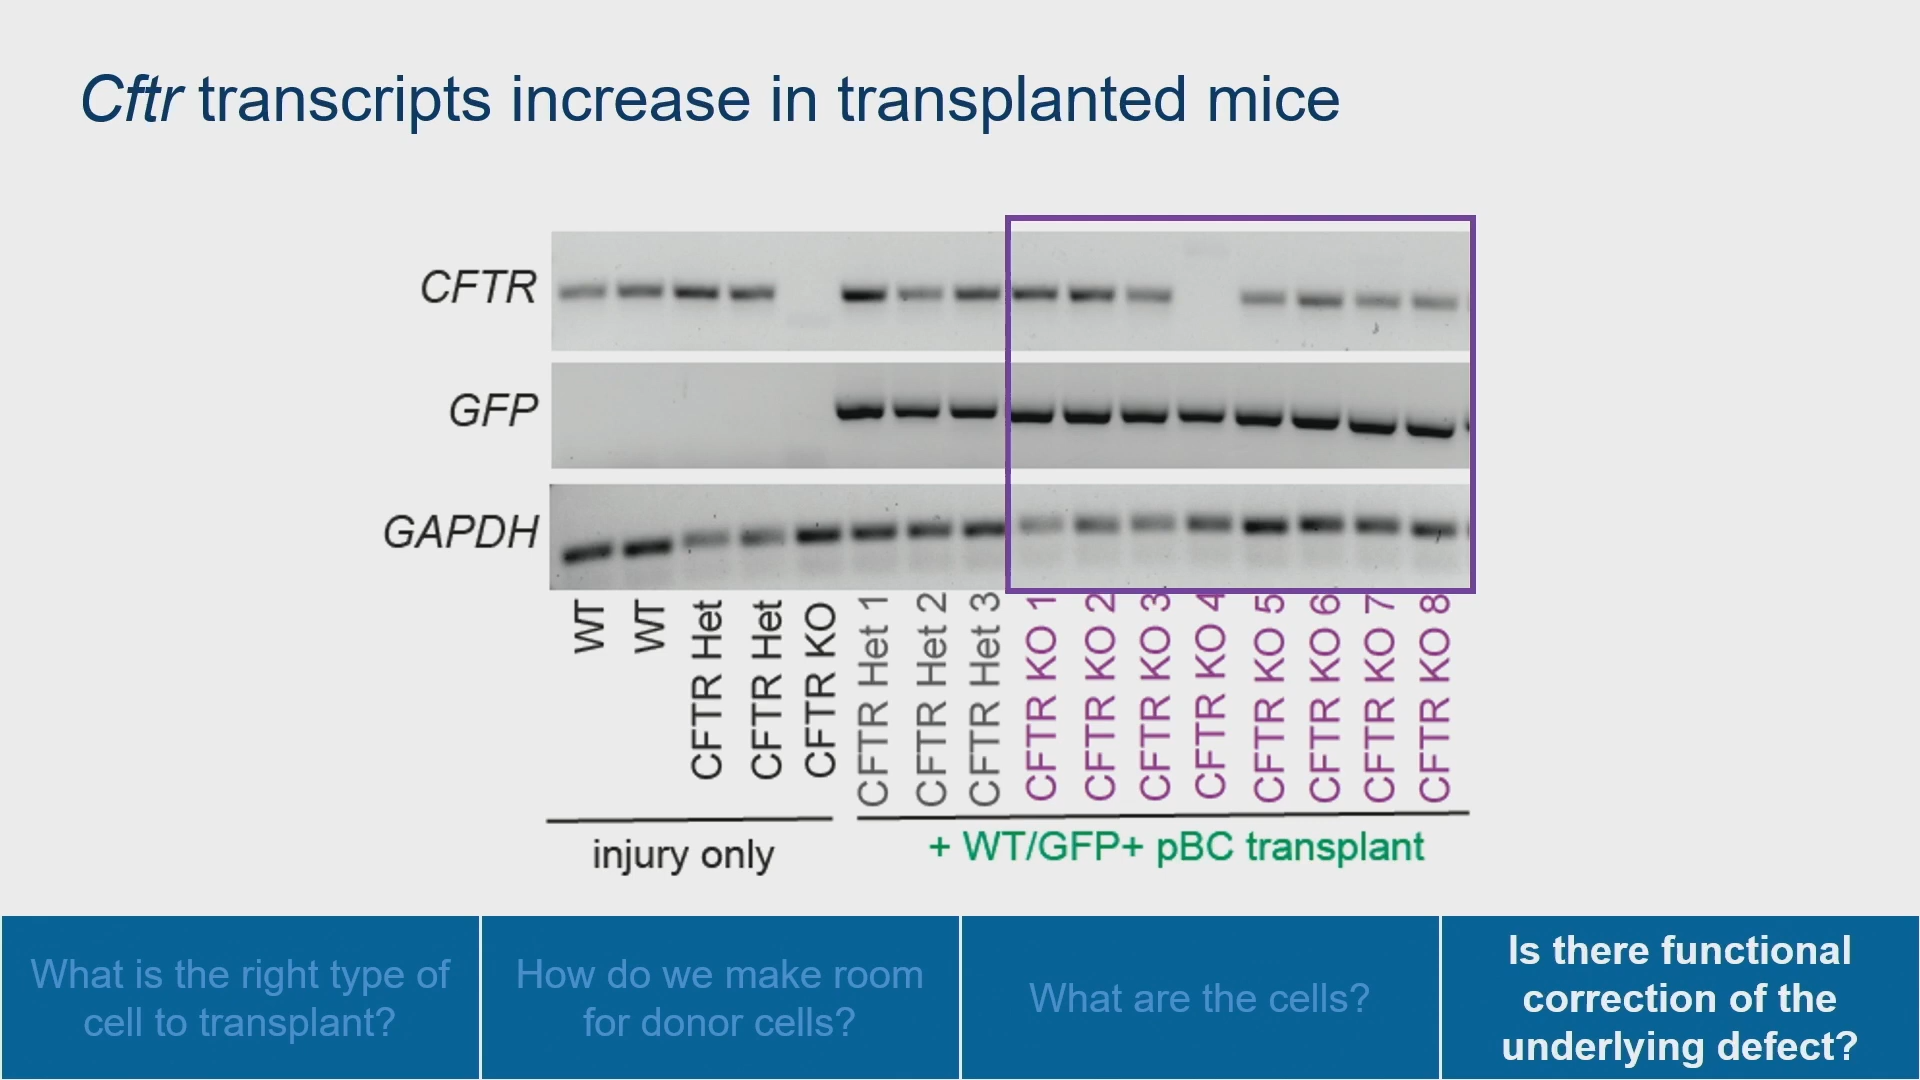 Cftr transcripts increase in transplanted mice
CFTR
GFP
GAPDH
WT
WT
CFTR Het
CFTR Het
CFTR KO
CFTR Het 1
CFTR Het 2
CFTR Het 3
CFTR KO 1
CFTR KO 2
CFTR KO 3
CFTR KO 4
CFTR KO 5
CFTR KO 6
CFTR KO 7
CFTR KO 8
injury only
+ WT/GFP+ pBC transplant
What is the right type of
cell to transplant?
How do we make room
for donor cells?
What are the cells?
Is there functional
correction of the
underlying defect?